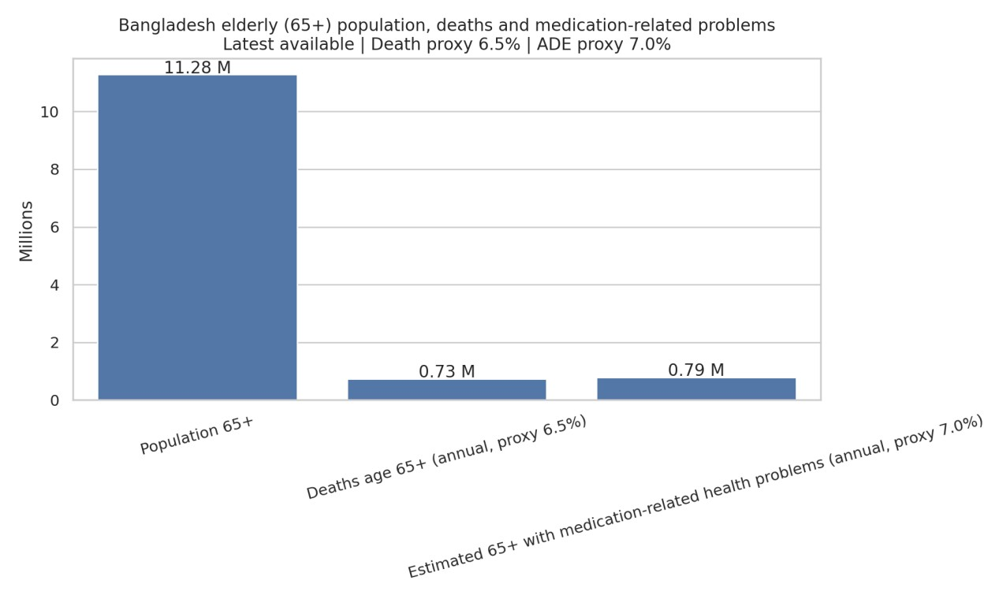 Bangladesh elderly (65+) population, deaths and medication-related problems
Latest available | Death proxy 6.5% | ADE proxy 7.0%
11.28 M
10
8
6
4
2
0
Millions
0.73 M
0.79 M
Population 65+
Deaths age 65+ (annual, proxy 6.5%)
Estimated 65+ with medication-related health problems (annual, proxy 7.0%)